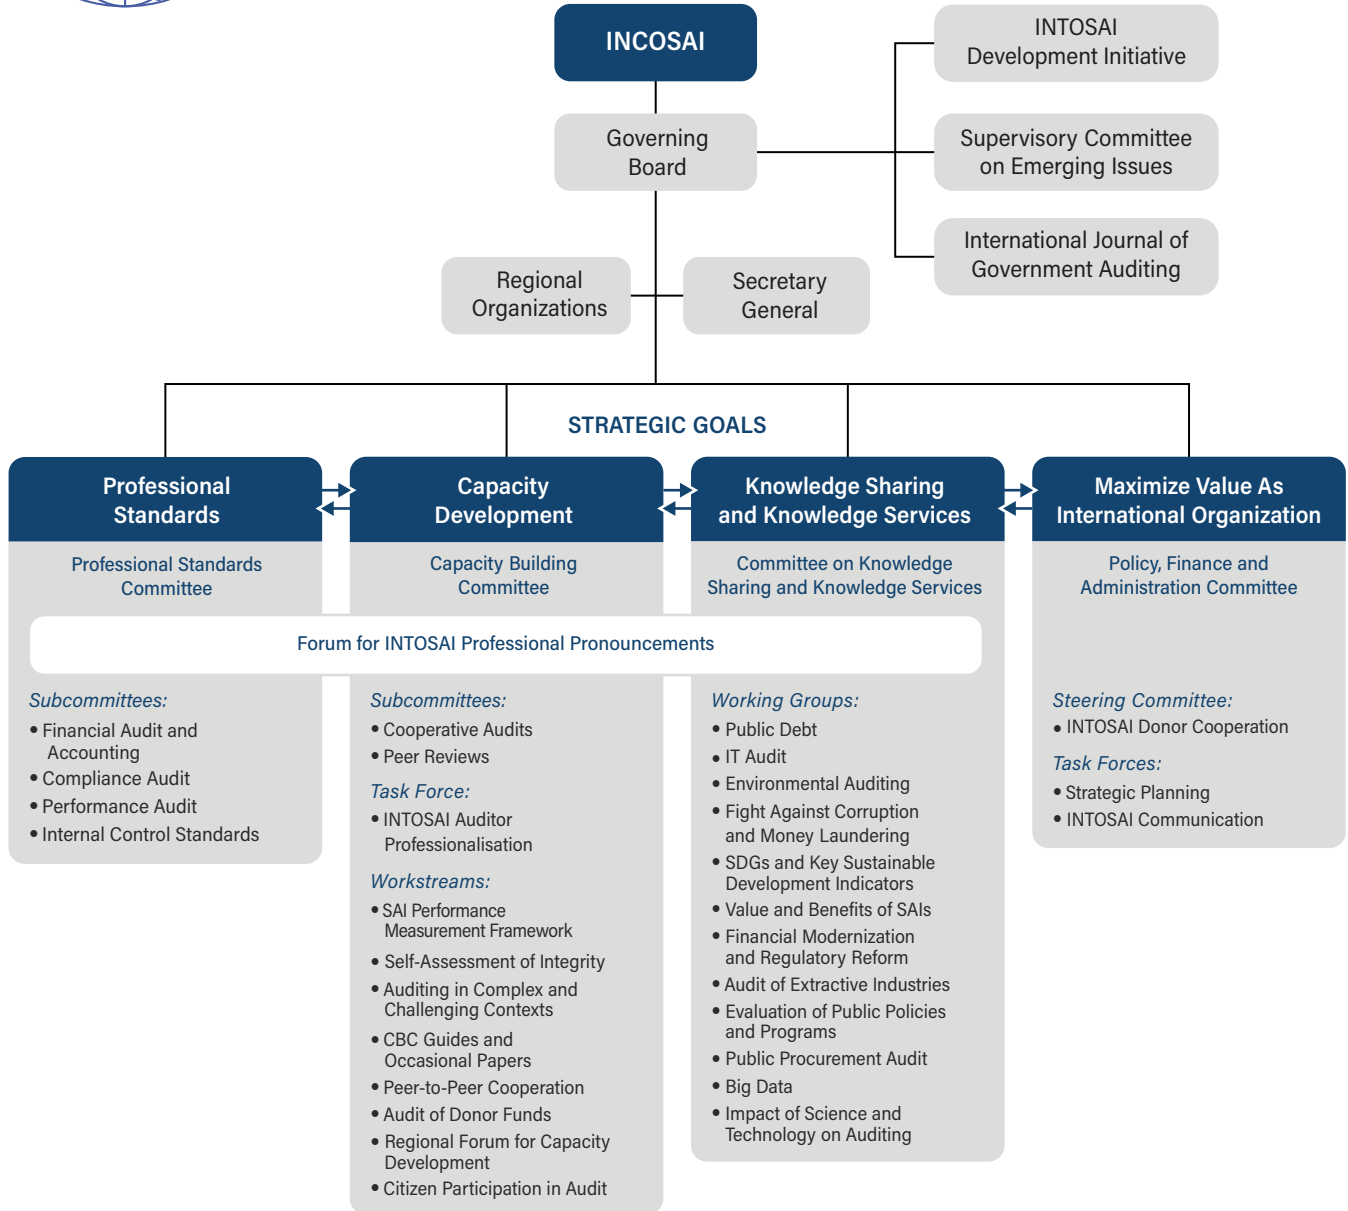 INCOSAI
INTOSAI
Development Initiative
Governing
Board
Supervisory Committee
on Emerging Issues
International Journal of
Government Auditing
Regional
Organizations
Secretary
General
STRATEGIC GOALS
Professional
Standards
Professional Standards
Committee
Capacity
Development
Capacity Building
Committee
Knowledge Sharing
and Knowledge Services
Committee on Knowledge
Sharing and Knowledge Services
Maximize Value As
International Organization
Policy, Finance and
Administration Committee
Forum for INTOSAI Professional Pronouncements
Subcommittees:
• Financial Audit and
Accounting
• Compliance Audit
• Performance Audit
• Internal Control Standards
Subcommittees:
• Cooperative Audits
• Peer Reviews
Task Force:
• INTOSAI Auditor
Professionalisation
Workstreams:
• SAI Performance
Measurement Framework
• Self-Assessment of Integrity
• Auditing in Complex and
Challenging Contexts
• CBC Guides and
Occasional Papers
• Peer-to-Peer Cooperation
• Audit of Donor Funds
• Regional Forum for Capacity
Development
• Citizen Participation in Audit
Working Groups:
• Public Debt
• IT Audit
• Environmental Auditing
• Fight Against Corruption
and Money Laundering
• SDGs and Key Sustainable
Development Indicators
• Value and Benefits of SAIs
• Financial Modernization
and Regulatory Reform
• Audit of Extractive Industries
• Evaluation of Public Policies
and Programs
• Public Procurement Audit
• Big Data
• Impact of Science and
Technology on Auditing
Steering Committee:
• INTOSAI Donor Cooperation
Task Forces:
• Strategic Planning
• INTOSAI Communication